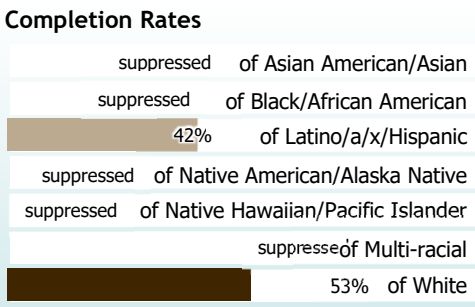 Completion Rates
suppressed of Asian American/Asian
suppressed of Black/African American
42% of Latino/a/x/Hispanic
suppressed of Native American/Alaska Native
suppressed of Native Hawaiian/Pacific Islander
suppresse of Multi-racial
53% of White